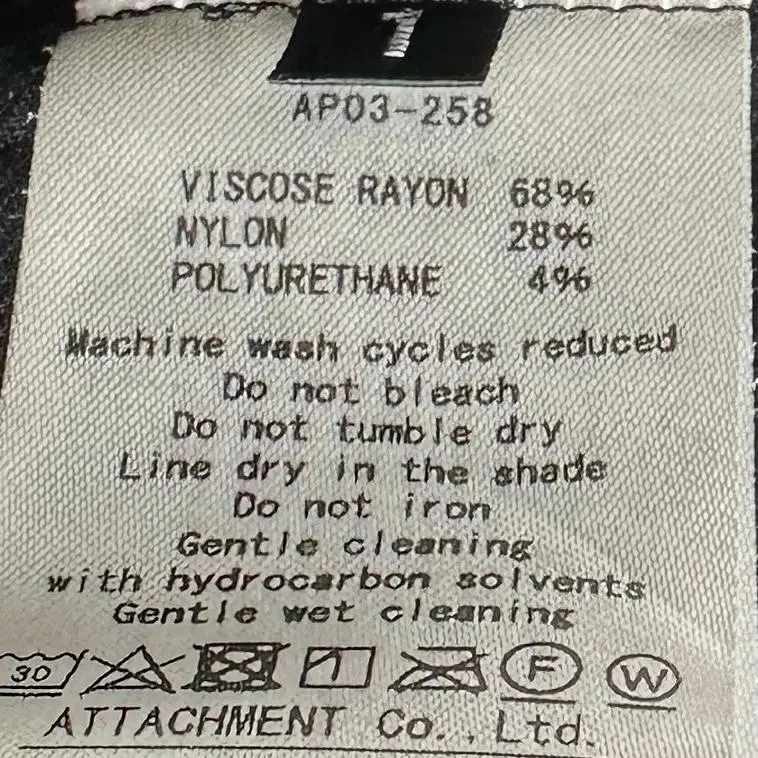 1
AP03-258
VISCOSE RAYON 68%
NYLON 28%
POLYURETHANE 4%
Machine wash cycles reduced
Do not bleach
Do not tumble dry
Line dry in the shade
Do not iron
Gentle cleaning
with hydrocarbon solvents
Gentle wet cleaning
30 F W
ATTACHMENT Co., Ltd.